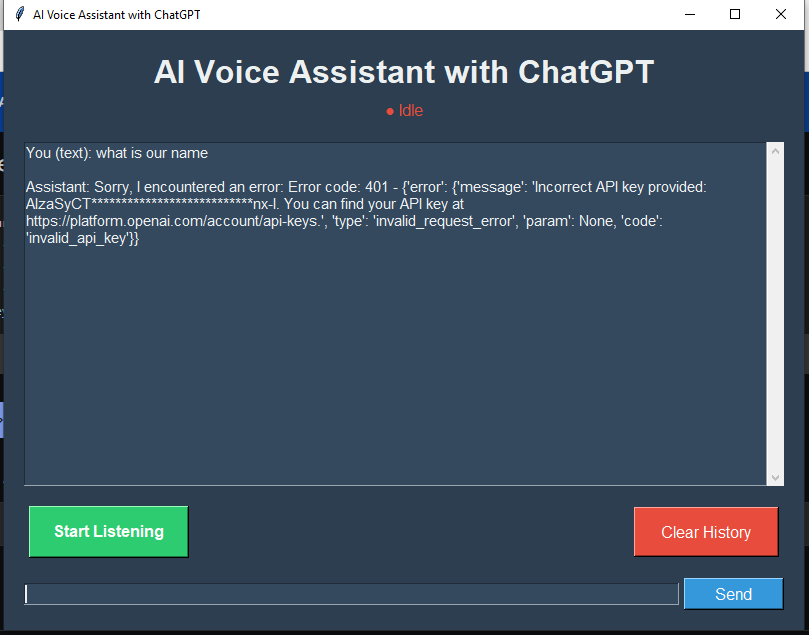 AI Voice Assistant with ChatGPT
AI Voice Assistant with ChatGPT
● Idle
You (text): what is our name
Assistant: Sorry, I encountered an error: Error code: 401 - {'error': {'message': 'Incorrect API key provided:
AIzaSyCT***************************nx-I. You can find your API key at
https://platform.openai.com/account/api-keys.', 'type': 'invalid_request_error', 'param': None, 'code':
'invalid_api_key'}}
Start Listening
Clear History
Send